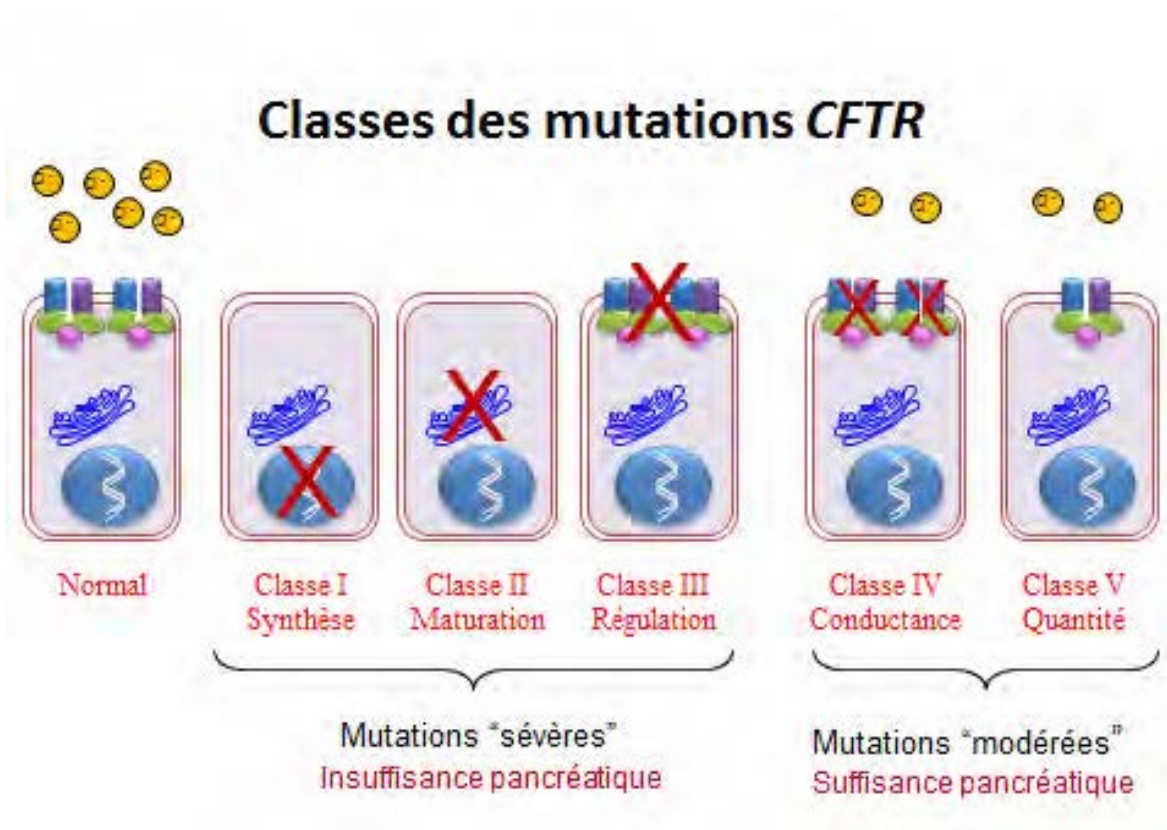 Classes des mutations CFTR
Normal
Classe I
Synthèse
Classe II
Maturation
Classe III
Régulation
Classe IV
Conductance
Classe V
Quantité
Mutations “sévères”
Insuffisance pancréatique
Mutations “modérées”
Suffisance pancréatique